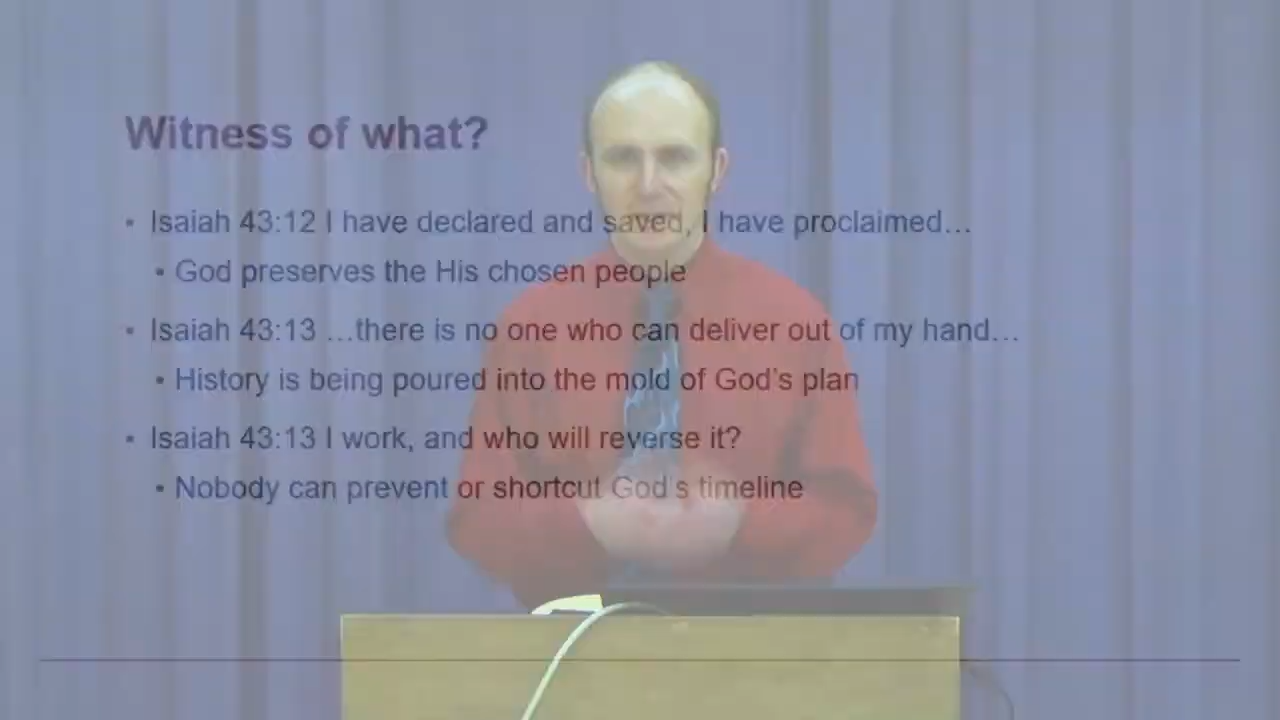 Witness of what?
• Isaiah 43:12 I have declared and saved, I have proclaimed…
• God preserves the His chosen people
• Isaiah 43:13 …there is no one who can deliver out of my hand…
• History is being poured into the mold of God's plan
• Isaiah 43:13 I work, and who will reverse it?
• Nobody can prevent or shortcut God's timeline